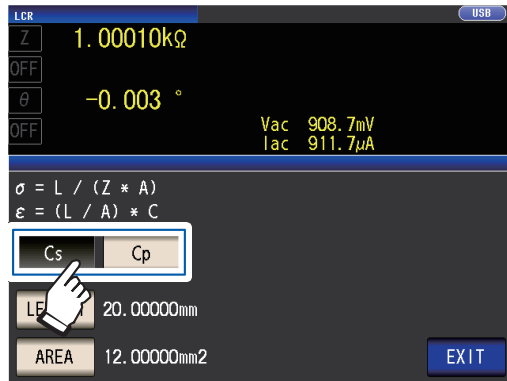 LCR USB
Z 1.00010kΩ
OFF
θ -0.003 °
OFF
Vac 908.7mV
Iac 911.7μA
σ = L / (Z * A)
ε = (L / A) * C
Cs Cp
20.00000mm
AREA 12.00000mm2
EXIT